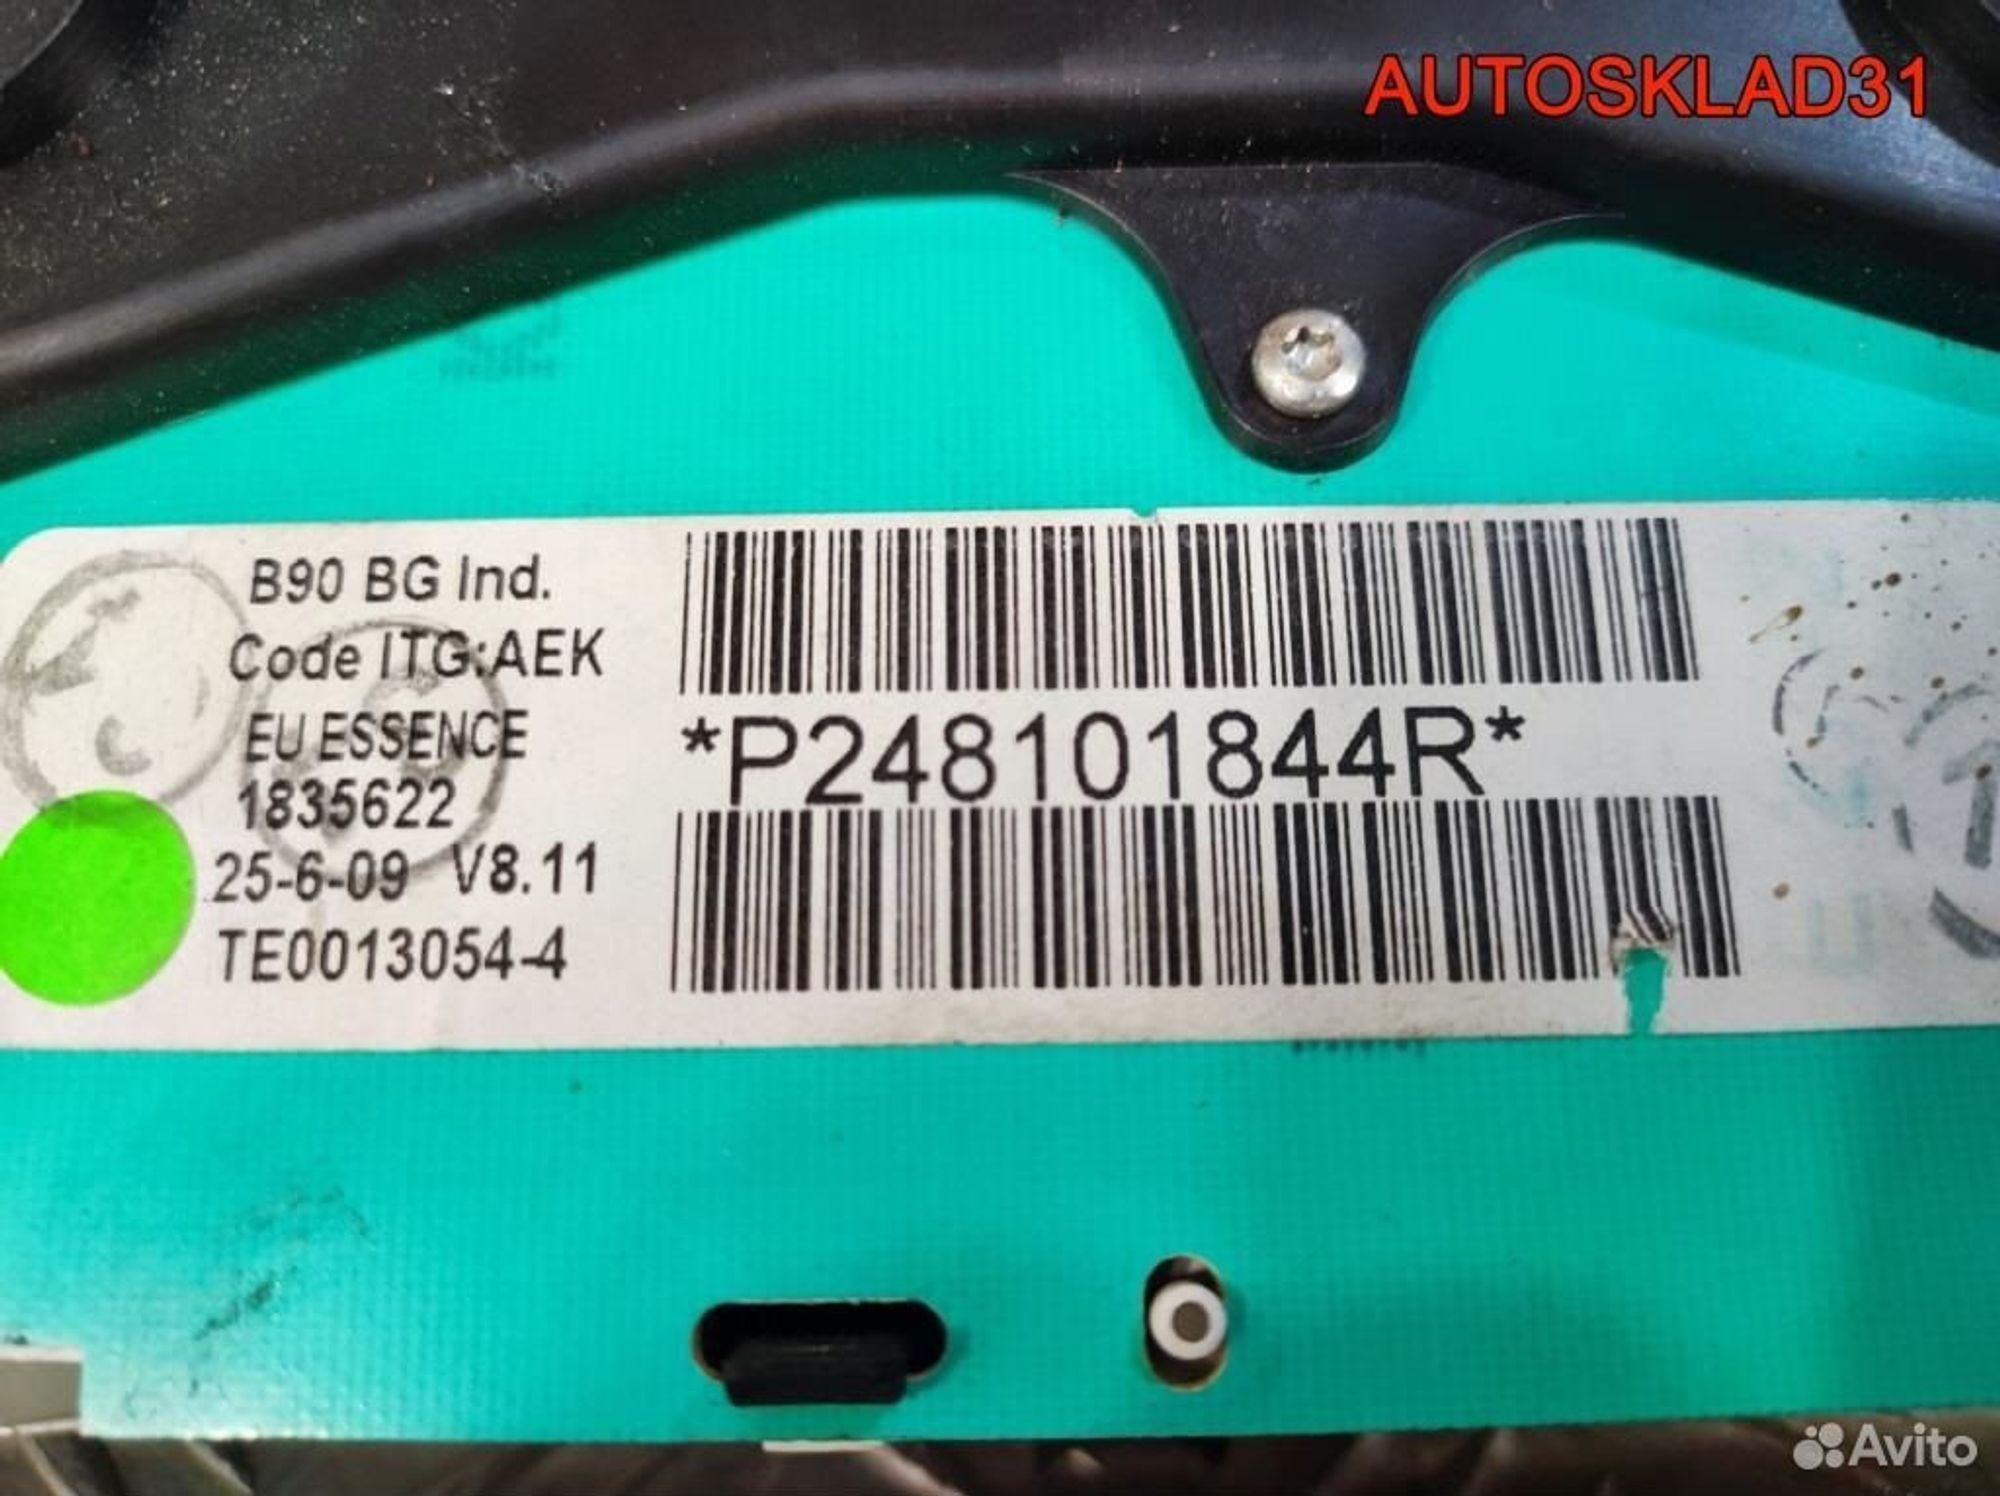 AUTOSKLAD31
B90 BG Ind.
Code ITG:AEK
EU ESSENCE
1835622
25-6-09 V8.11
TE0013054-4
*P248101844R*
Avito